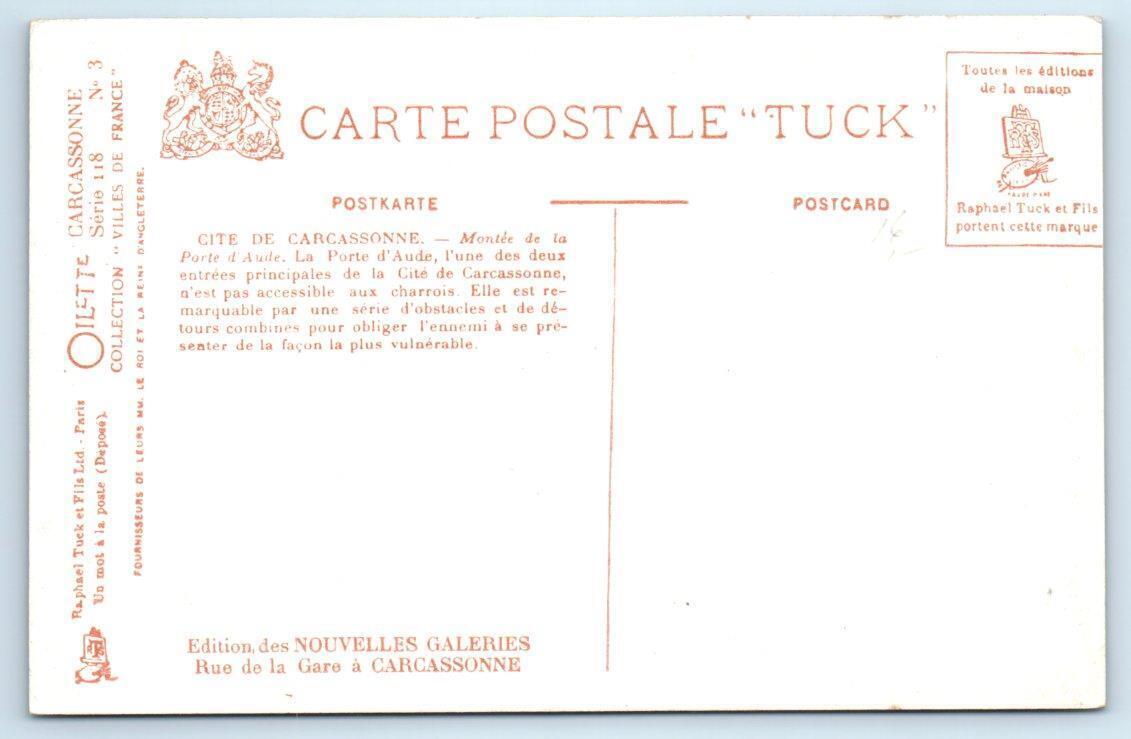 CARTE POSTALE “TUCK”
POSTKARTE
POSTCARD
Toutes les éditions
de la maison
Raphael Tuck et Fils
portent cette marque
CITE DE CARCASSONNE. — Montée de la
Porte d'Aude. La Porte d'Aude, l'une des deux
entrées principales de la Cité de Carcassonne,
n'est pas accessible aux charrois. Elle est re-
marquable par une série d'obstacles et de dé-
tours combinés pour obliger l'ennemi à se pré-
senter de la façon la plus vulnérable.
Edition des NOUVELLES GALERIES
Rue de la Gare à CARCASSONNE
Raphael Tuck et Fils Ltd. - Paris
Un mot à la poste (Déposé).
OILETTE CARCASSONNE
Série 118 No 3
COLLECTION “VILLES DE FRANCE”
FOURNISSEURS DE LEURS MM. LE ROI ET LA REINE D'ANGLETERRE.
16